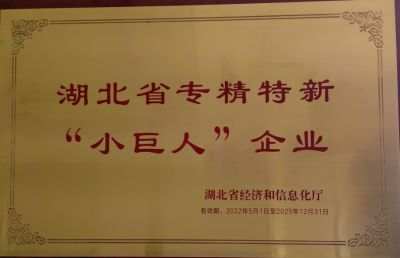 湖北省专精特新
“小巨人”企业
湖北省经济和信息化厅
有效期：2022年5月1日至2025年12月31日